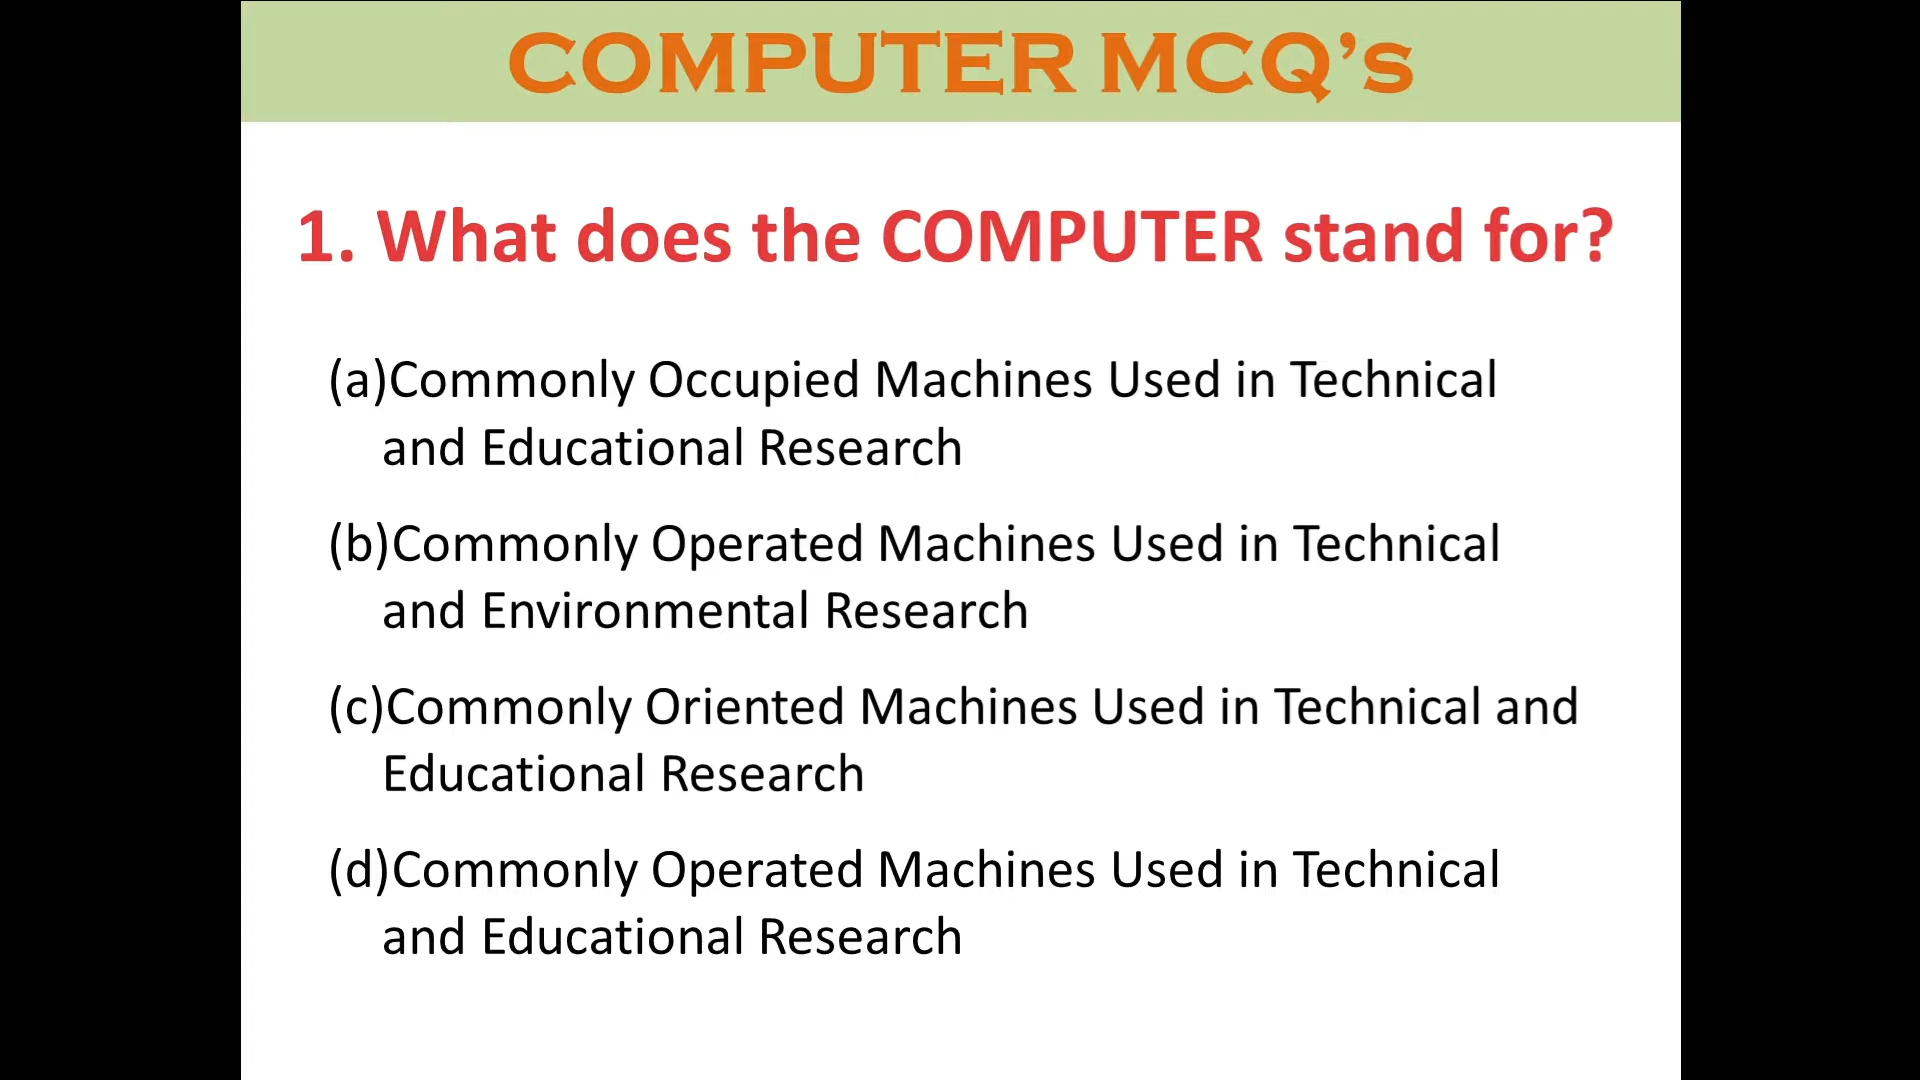 COMPUTER MCQ’s
1. What does the COMPUTER stand for?
(a)Commonly Occupied Machines Used in Technical
and Educational Research
(b)Commonly Operated Machines Used in Technical
and Environmental Research
(c)Commonly Oriented Machines Used in Technical and
Educational Research
(d)Commonly Operated Machines Used in Technical
and Educational Research